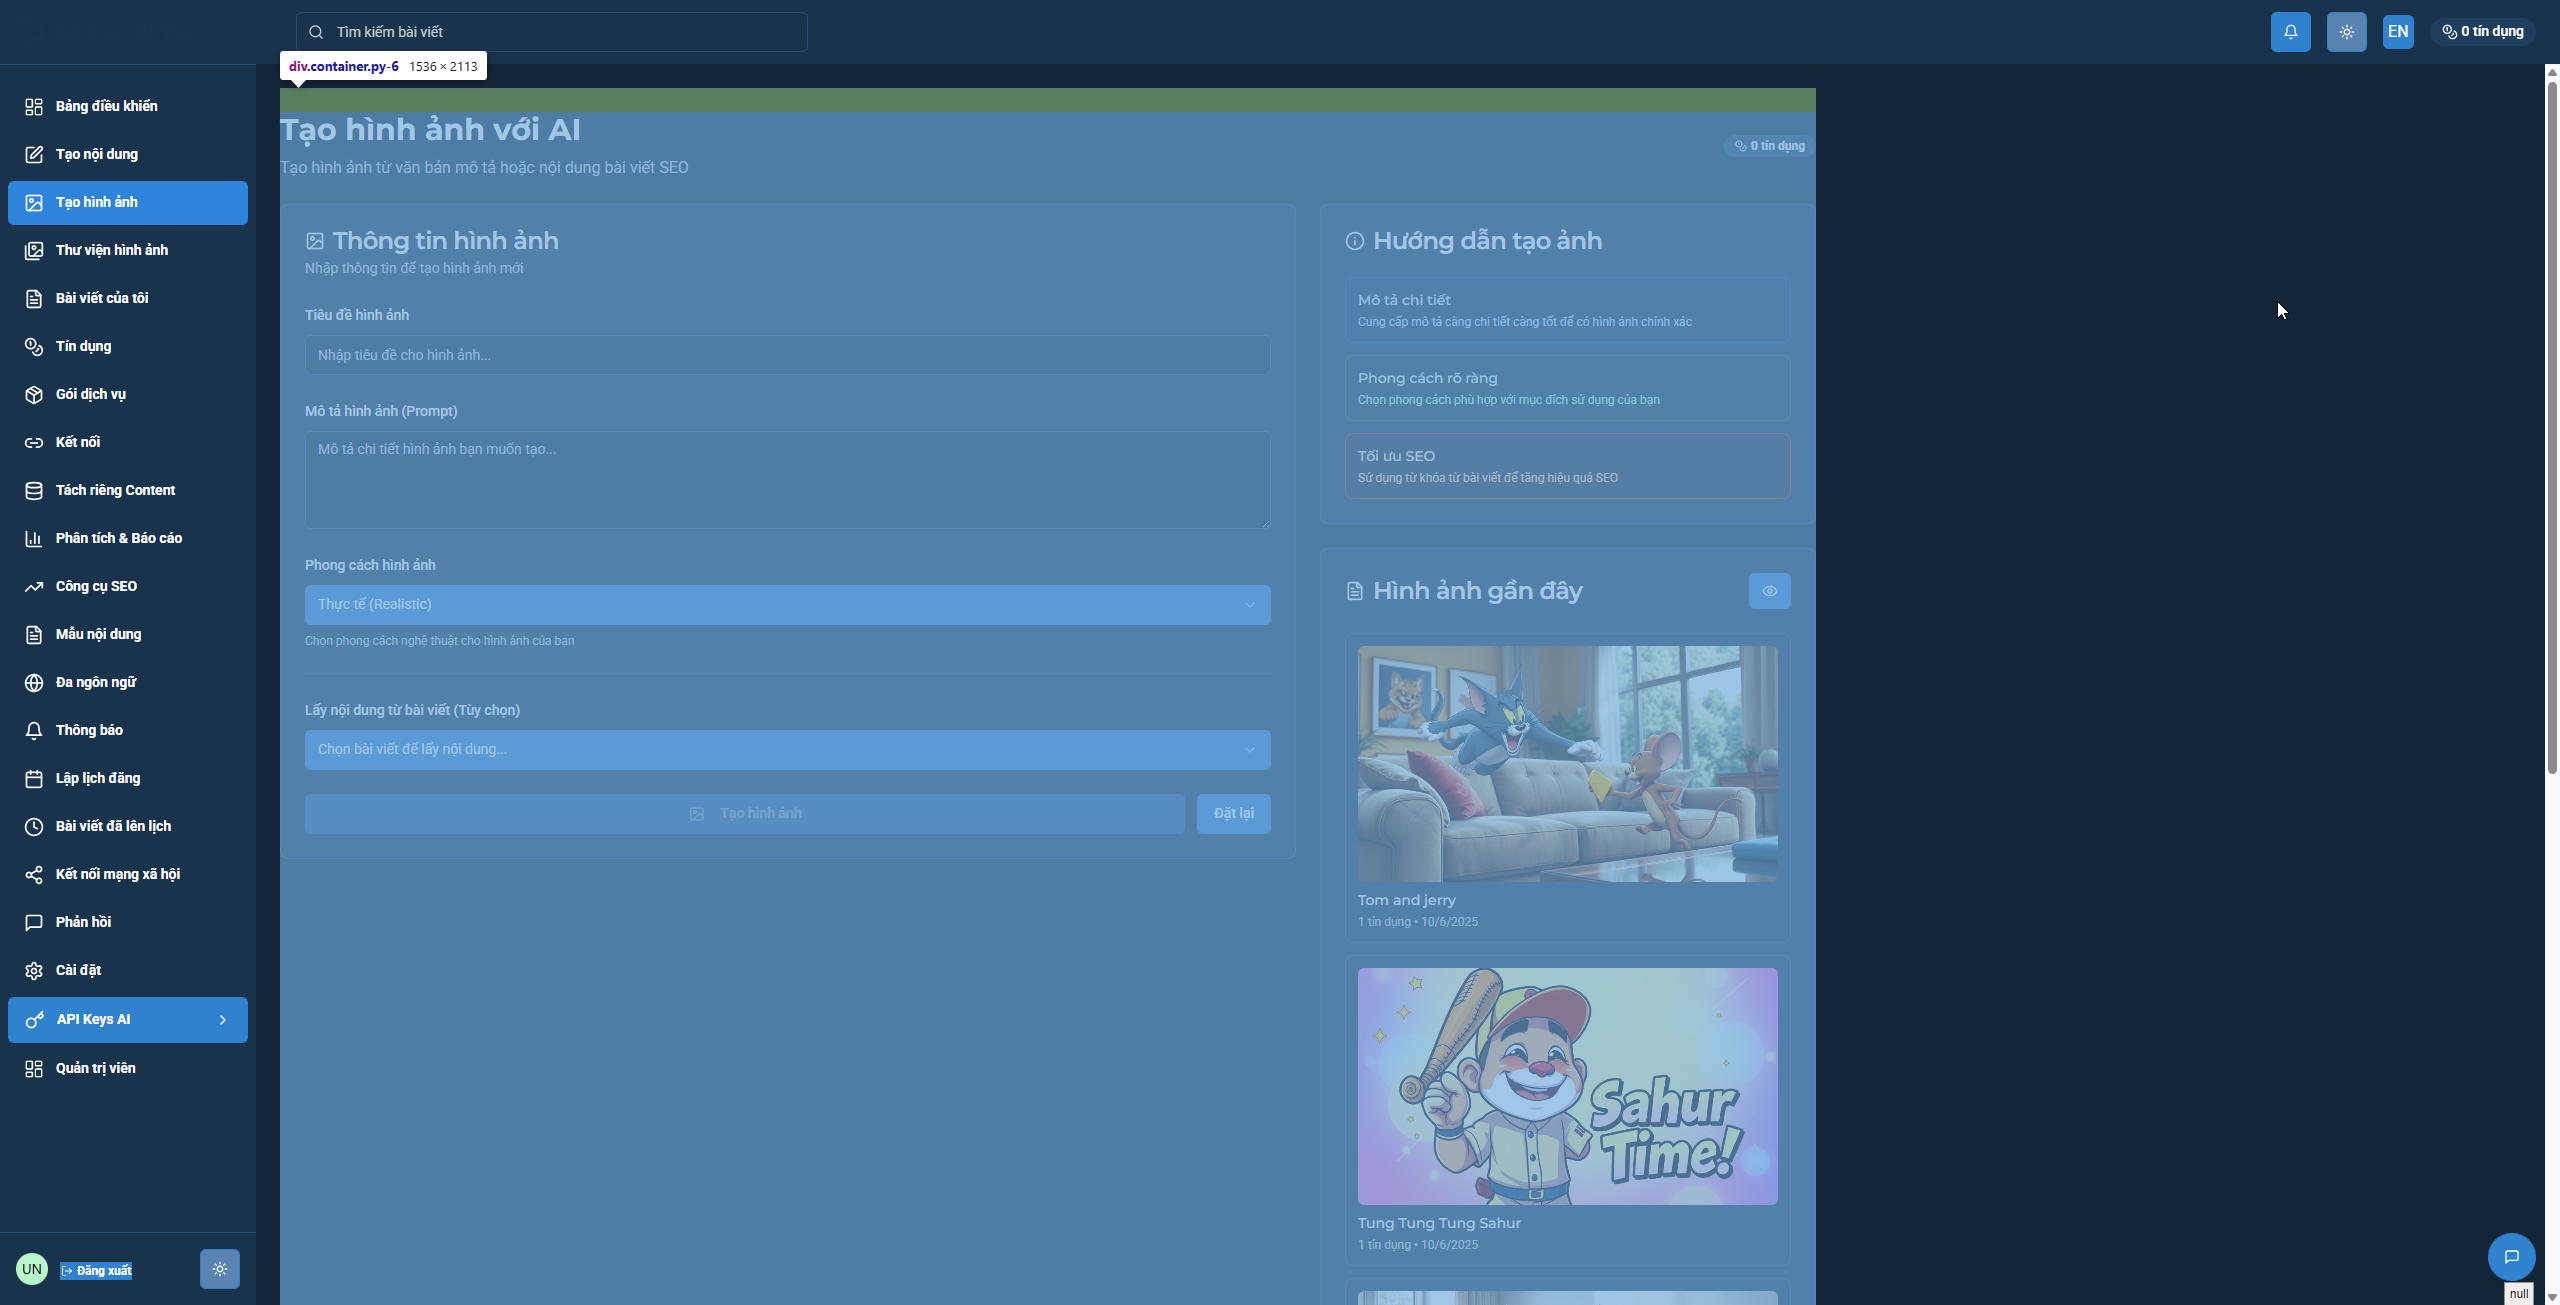 Tìm kiếm bài viết
EN
0 tín dụng
div.container.py-6 1536 × 2113
Bảng điều khiển
Tạo nội dung
Tạo hình ảnh
Thư viện hình ảnh
Bài viết của tôi
Tín dụng
Gói dịch vụ
Kết nối
Tách riêng Content
Phân tích & Báo cáo
Công cụ SEO
Mẫu nội dung
Đa ngôn ngữ
Thông báo
Lập lịch đăng
Bài viết đã lên lịch
Kết nối mạng xã hội
Phản hồi
Cài đặt
API Keys AI
Quản trị viên
UN
Đăng xuất
Tạo hình ảnh với AI
Tạo hình ảnh từ văn bản mô tả hoặc nội dung bài viết SEO
0 tín dụng
Thông tin hình ảnh
Nhập thông tin để tạo hình ảnh mới
Tiêu đề hình ảnh
Nhập tiêu đề cho hình ảnh...
Mô tả hình ảnh (Prompt)
Mô tả chi tiết hình ảnh bạn muốn tạo...
Phong cách hình ảnh
Thực tế (Realistic)
Chọn phong cách nghệ thuật cho hình ảnh của bạn
Lấy nội dung từ bài viết (Tùy chọn)
Chọn bài viết để lấy nội dung...
Tạo hình ảnh
Đặt lại
Hướng dẫn tạo ảnh
Mô tả chi tiết
Cung cấp mô tả càng chi tiết càng tốt để có hình ảnh chính xác
Phong cách rõ ràng
Chọn phong cách phù hợp với mục đích sử dụng của bạn
Tối ưu SEO
Sử dụng từ khóa từ bài viết để tăng hiệu quả SEO
Hình ảnh gần đây
Tom and jerry
1 tín dụng • 10/6/2025
Sahur
Time!
Tung Tung Tung Sahur
1 tín dụng • 10/6/2025
null